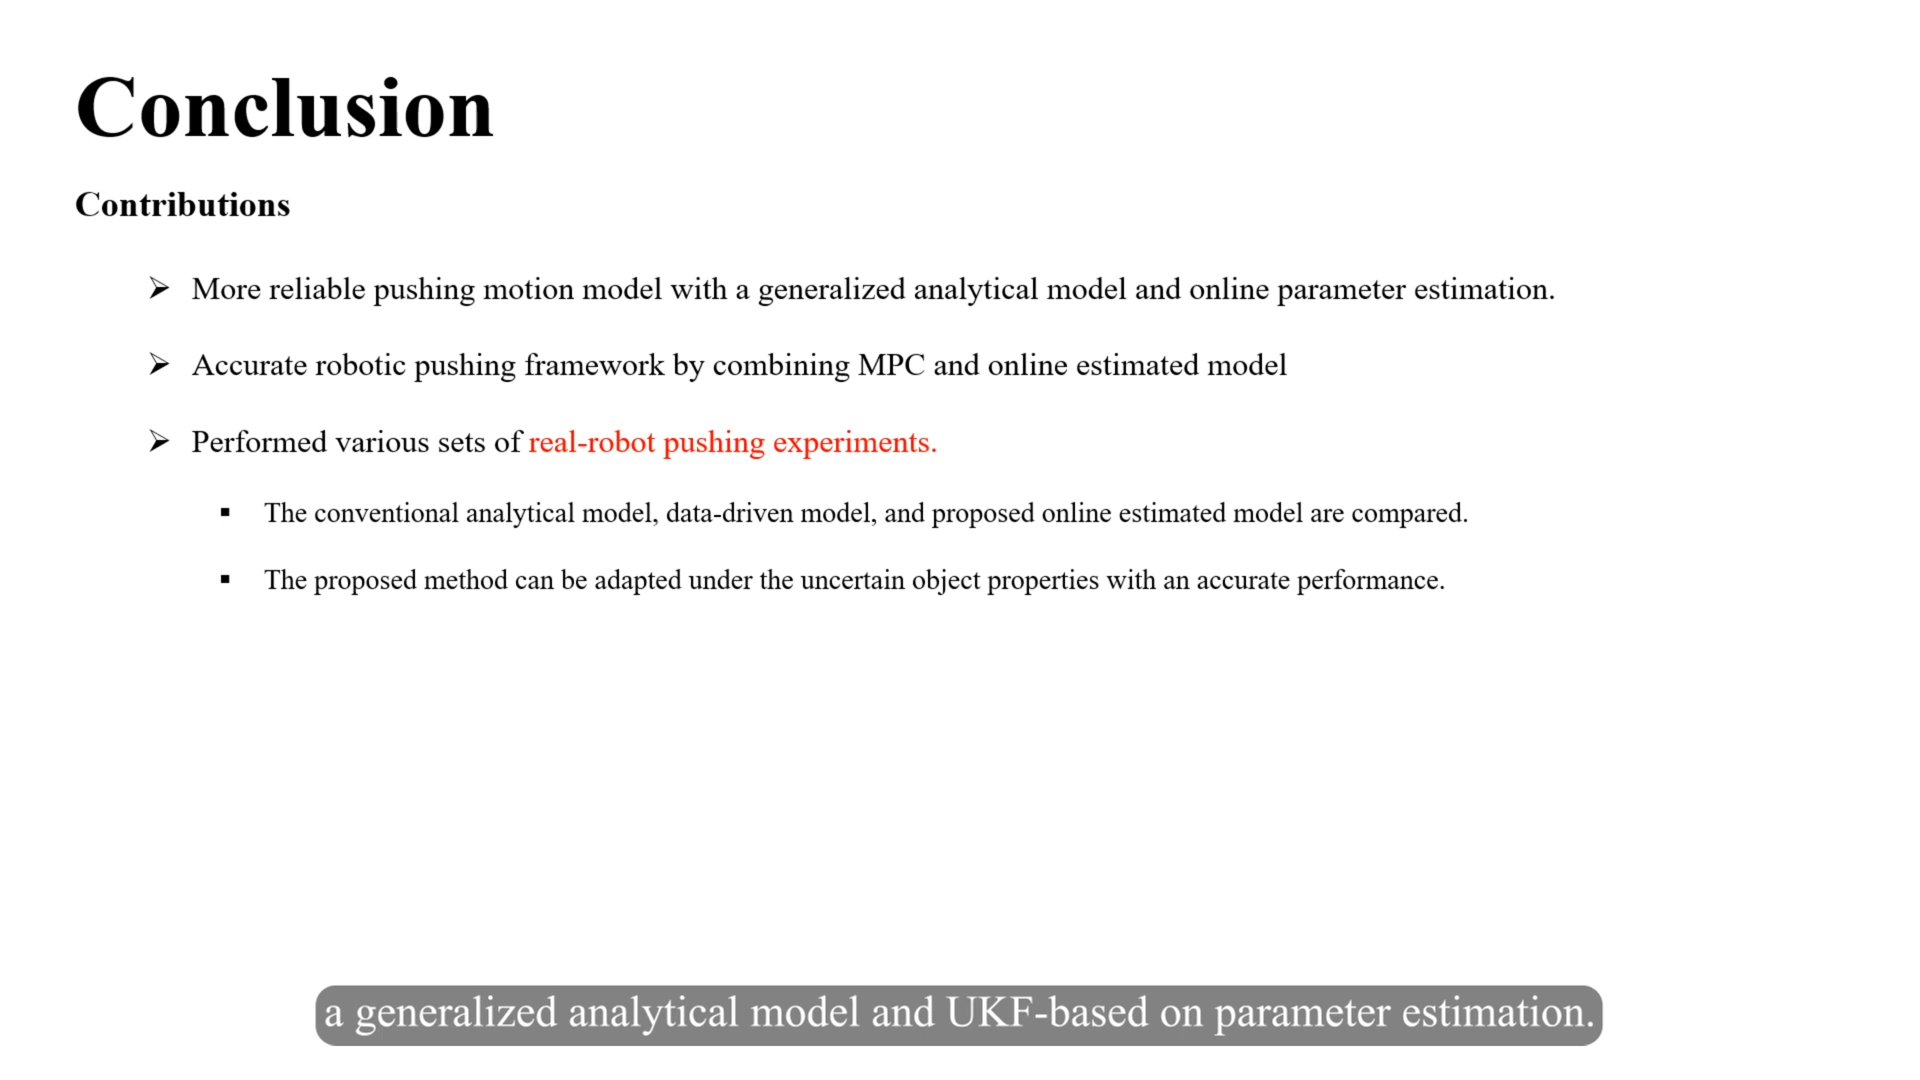 Conclusion
Contributions
➢ More reliable pushing motion model with a generalized analytical model and online parameter estimation.
➢ Accurate robotic pushing framework by combining MPC and online estimated model
➢ Performed various sets of real-robot pushing experiments.
▪ The conventional analytical model, data-driven model, and proposed online estimated model are compared.
▪ The proposed method can be adapted under the uncertain object properties with an accurate performance.
a generalized analytical model and UKF-based on parameter estimation.